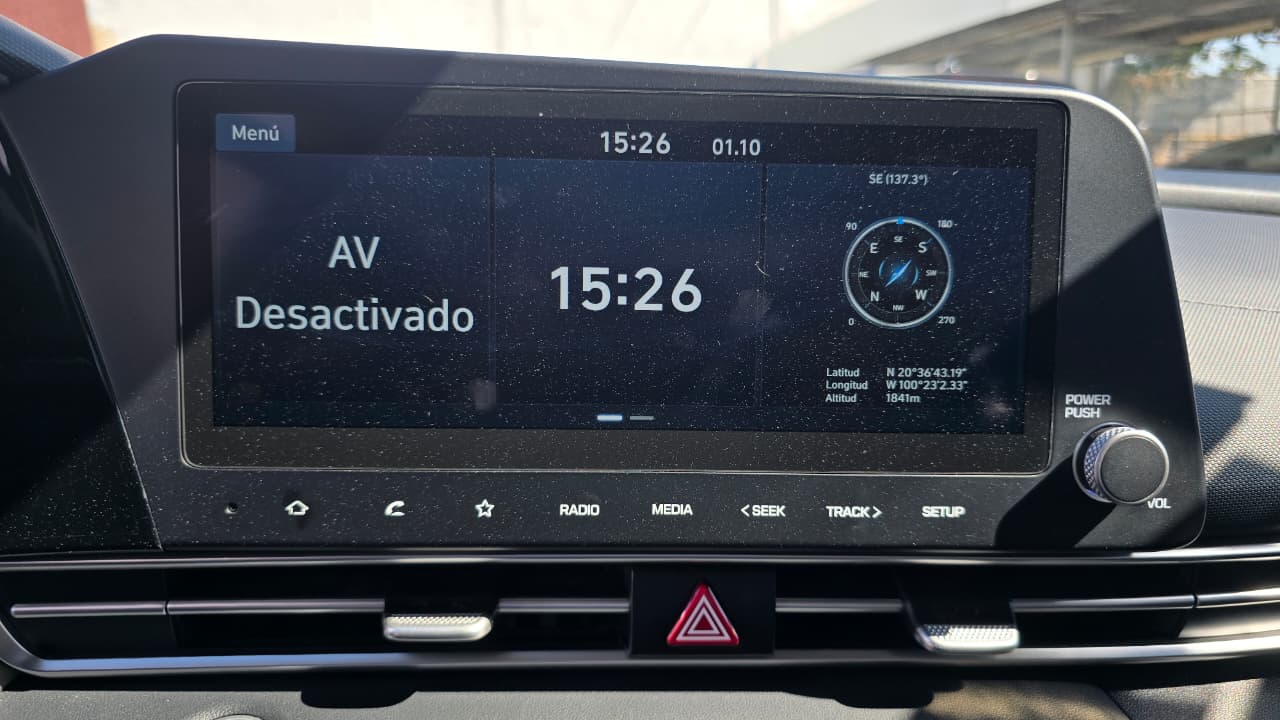 Menú
15:26 01.10
AV
Desactivado
15:26
SE (137.3°)
90 180
SE
E S
NE SW
N W
NW
0 270
Latitud N 20°36'43.19"
Longitud W 100°23'2.33"
Altitud 1841m
POWER
PUSH
VOL
RADIO MEDIA <SEEK TRACK> SETUP